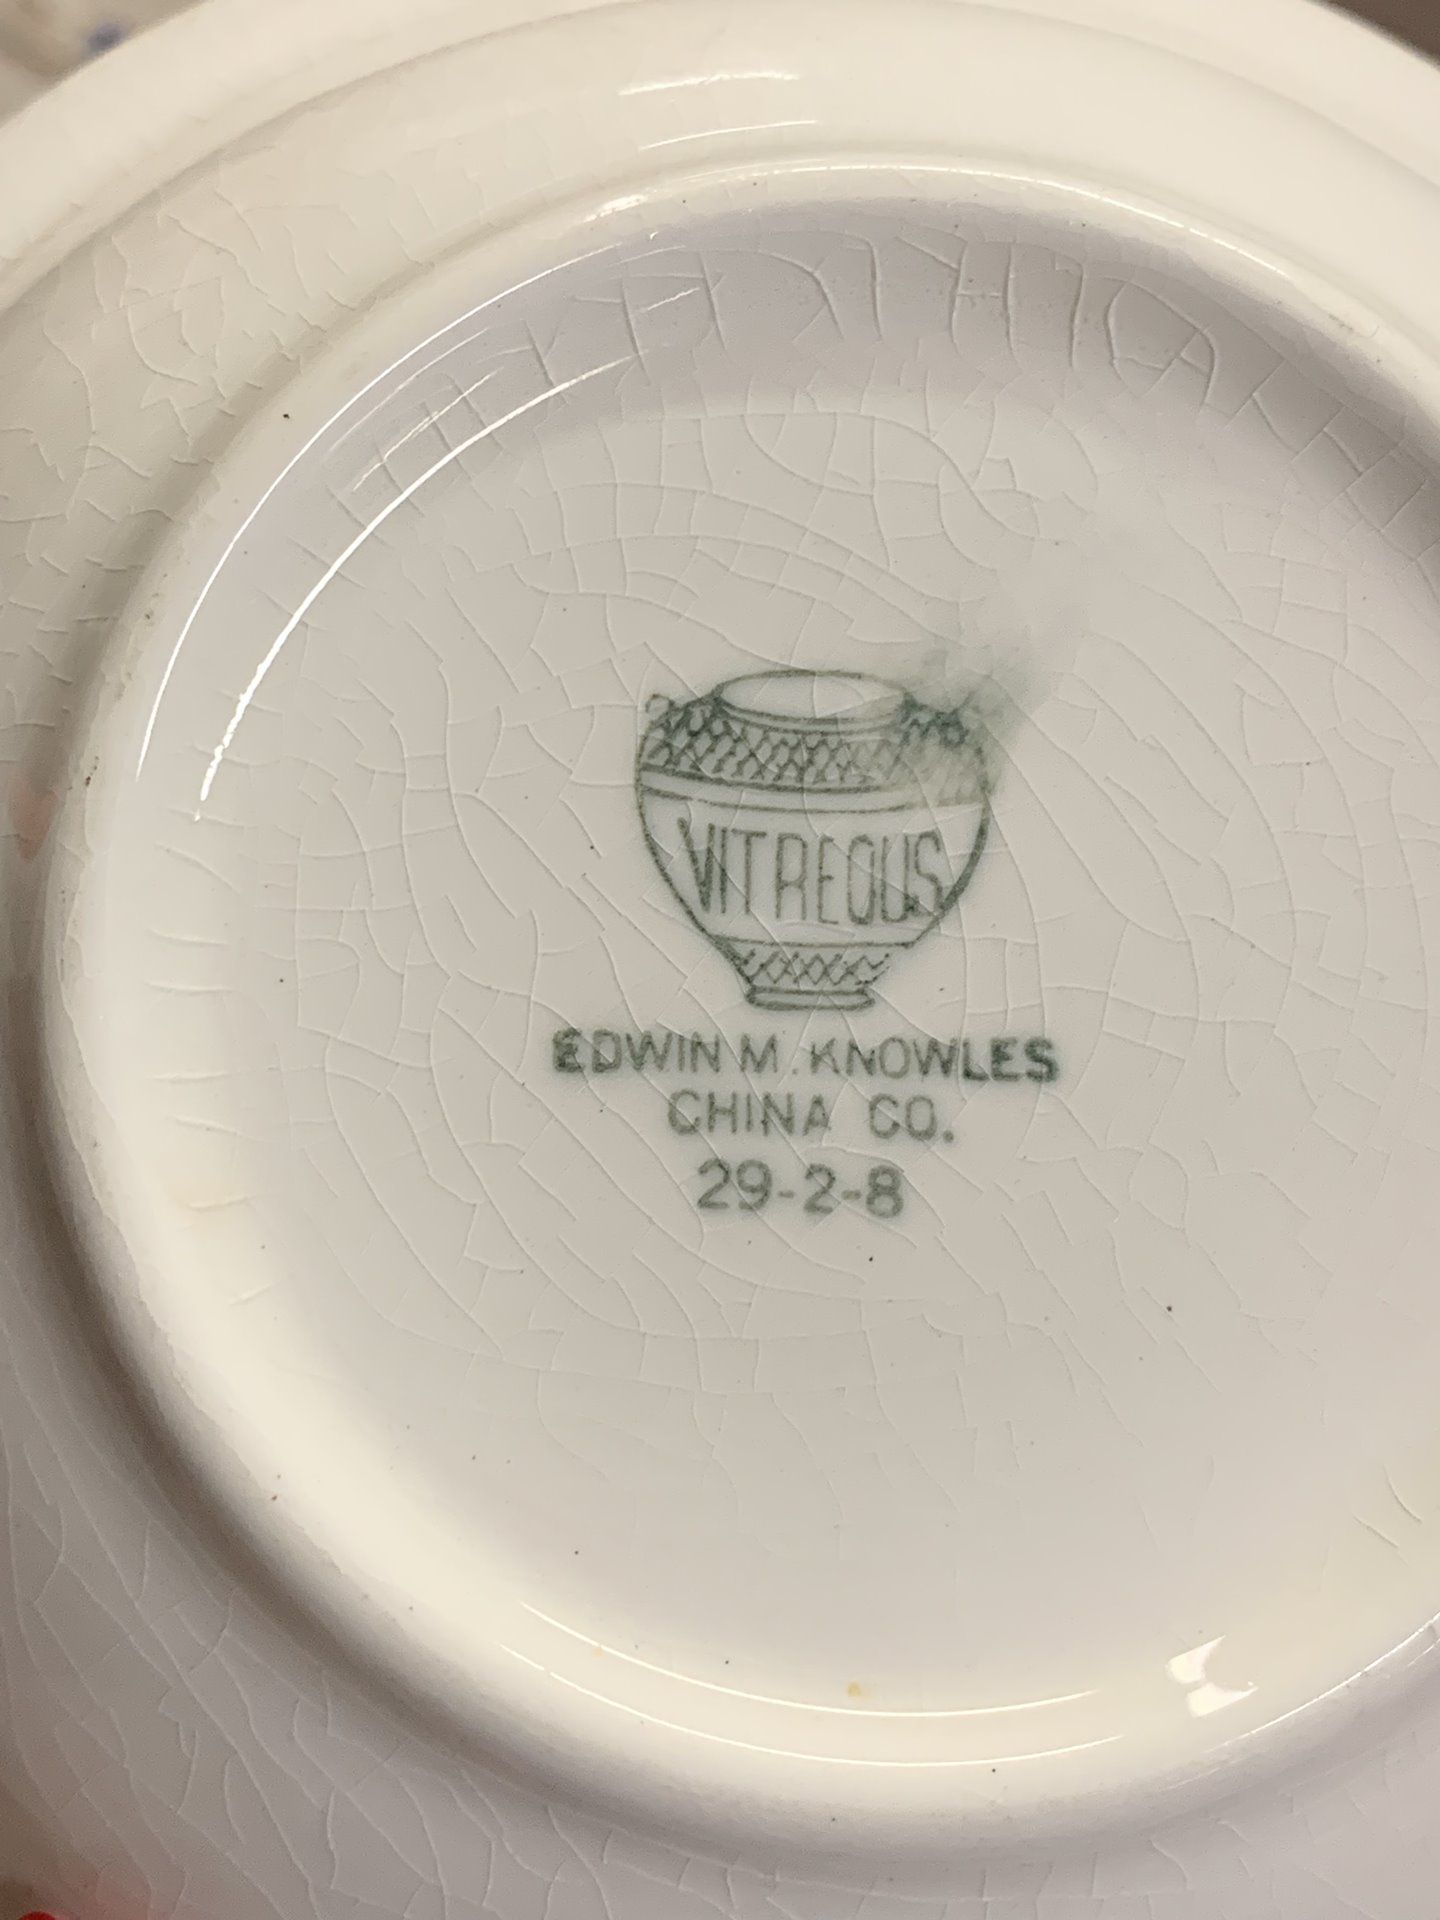 VITREOUS
EDWIN M. KNOWLES
CHINA CO.
29-2-8